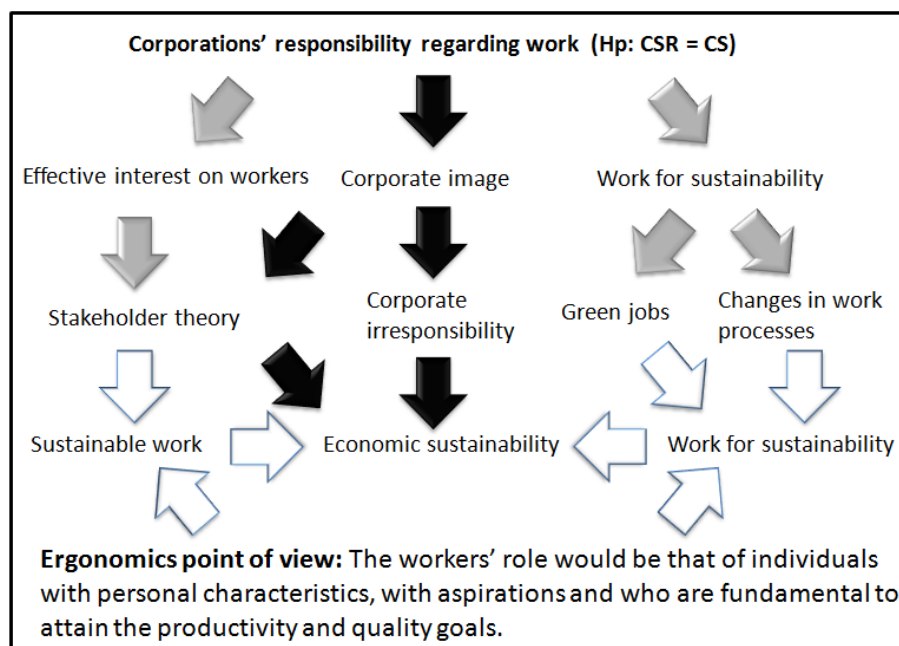 Corporations’ responsibility regarding work (Hp: CSR = CS)
Effective interest on workers
Corporate image
Work for sustainability
Stakeholder theory
Corporate
irresponsibility
Green jobs
Changes in work
processes
Sustainable work
Economic sustainability
Work for sustainability
Ergonomics point of view: The workers’ role would be that of individuals
with personal characteristics, with aspirations and who are fundamental to
attain the productivity and quality goals.